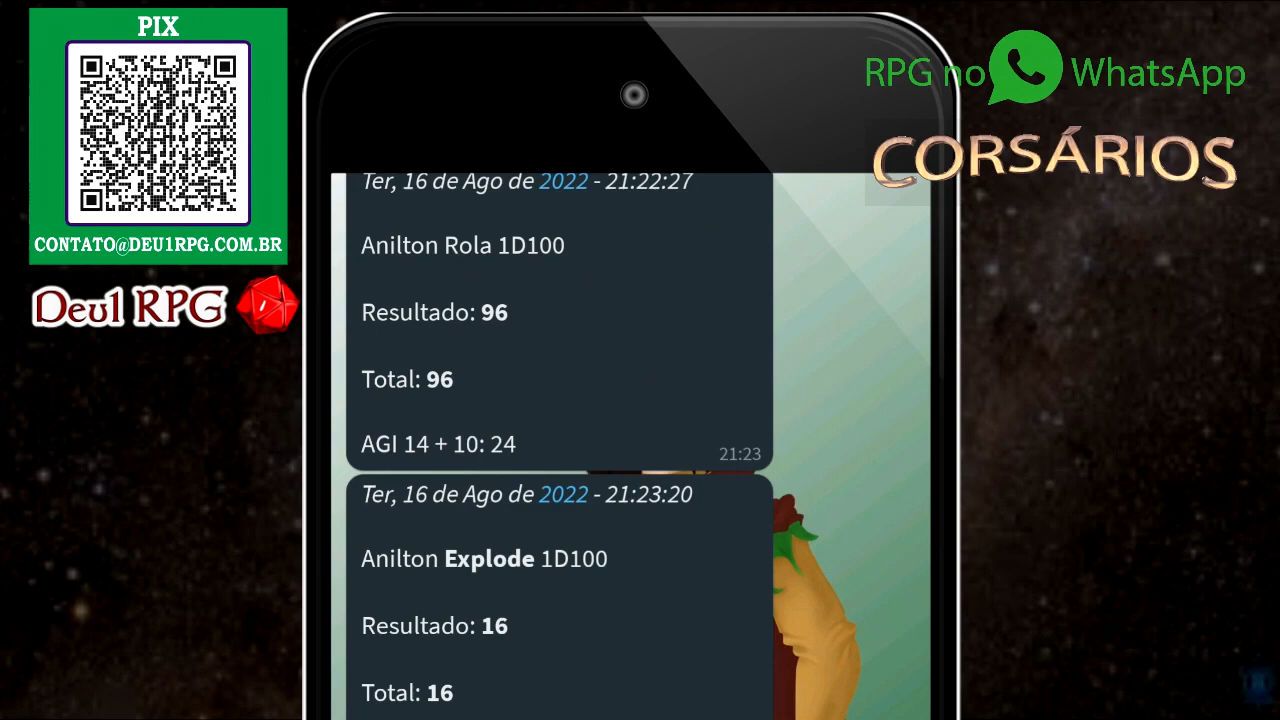 PIX
CONTATO@DEU1RPG.COM.BR
Deu1 RPG
RPG no WhatsApp
CORSÁRIOS
Ter, 16 de Ago de 2022 - 21:22:27
Anilton Rola 1D100
Resultado: 96
Total: 96
AGI 14 + 10: 24
21:23
Ter, 16 de Ago de 2022 - 21:23:20
Anilton Explode 1D100
Resultado: 16
Total: 16